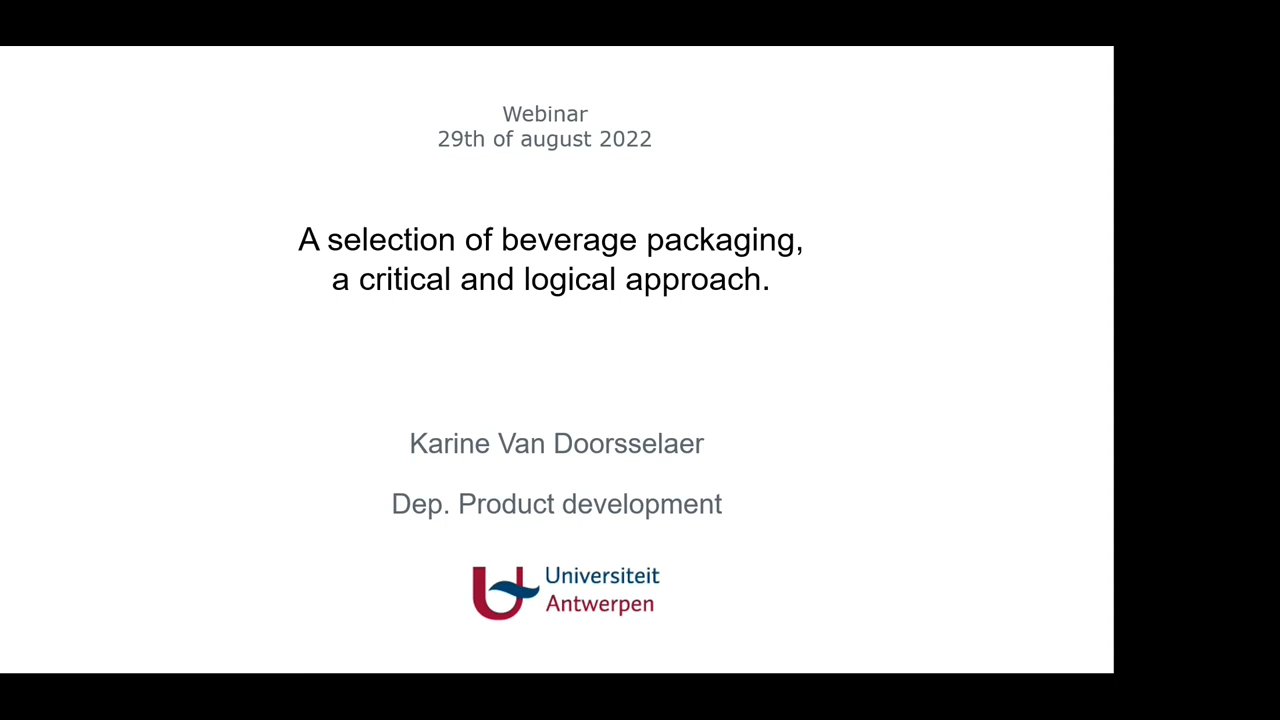 Webinar
29th of august 2022
A selection of beverage packaging,
a critical and logical approach.
Karine Van Doorsselaer
Dep. Product development
Universiteit
Antwerpen